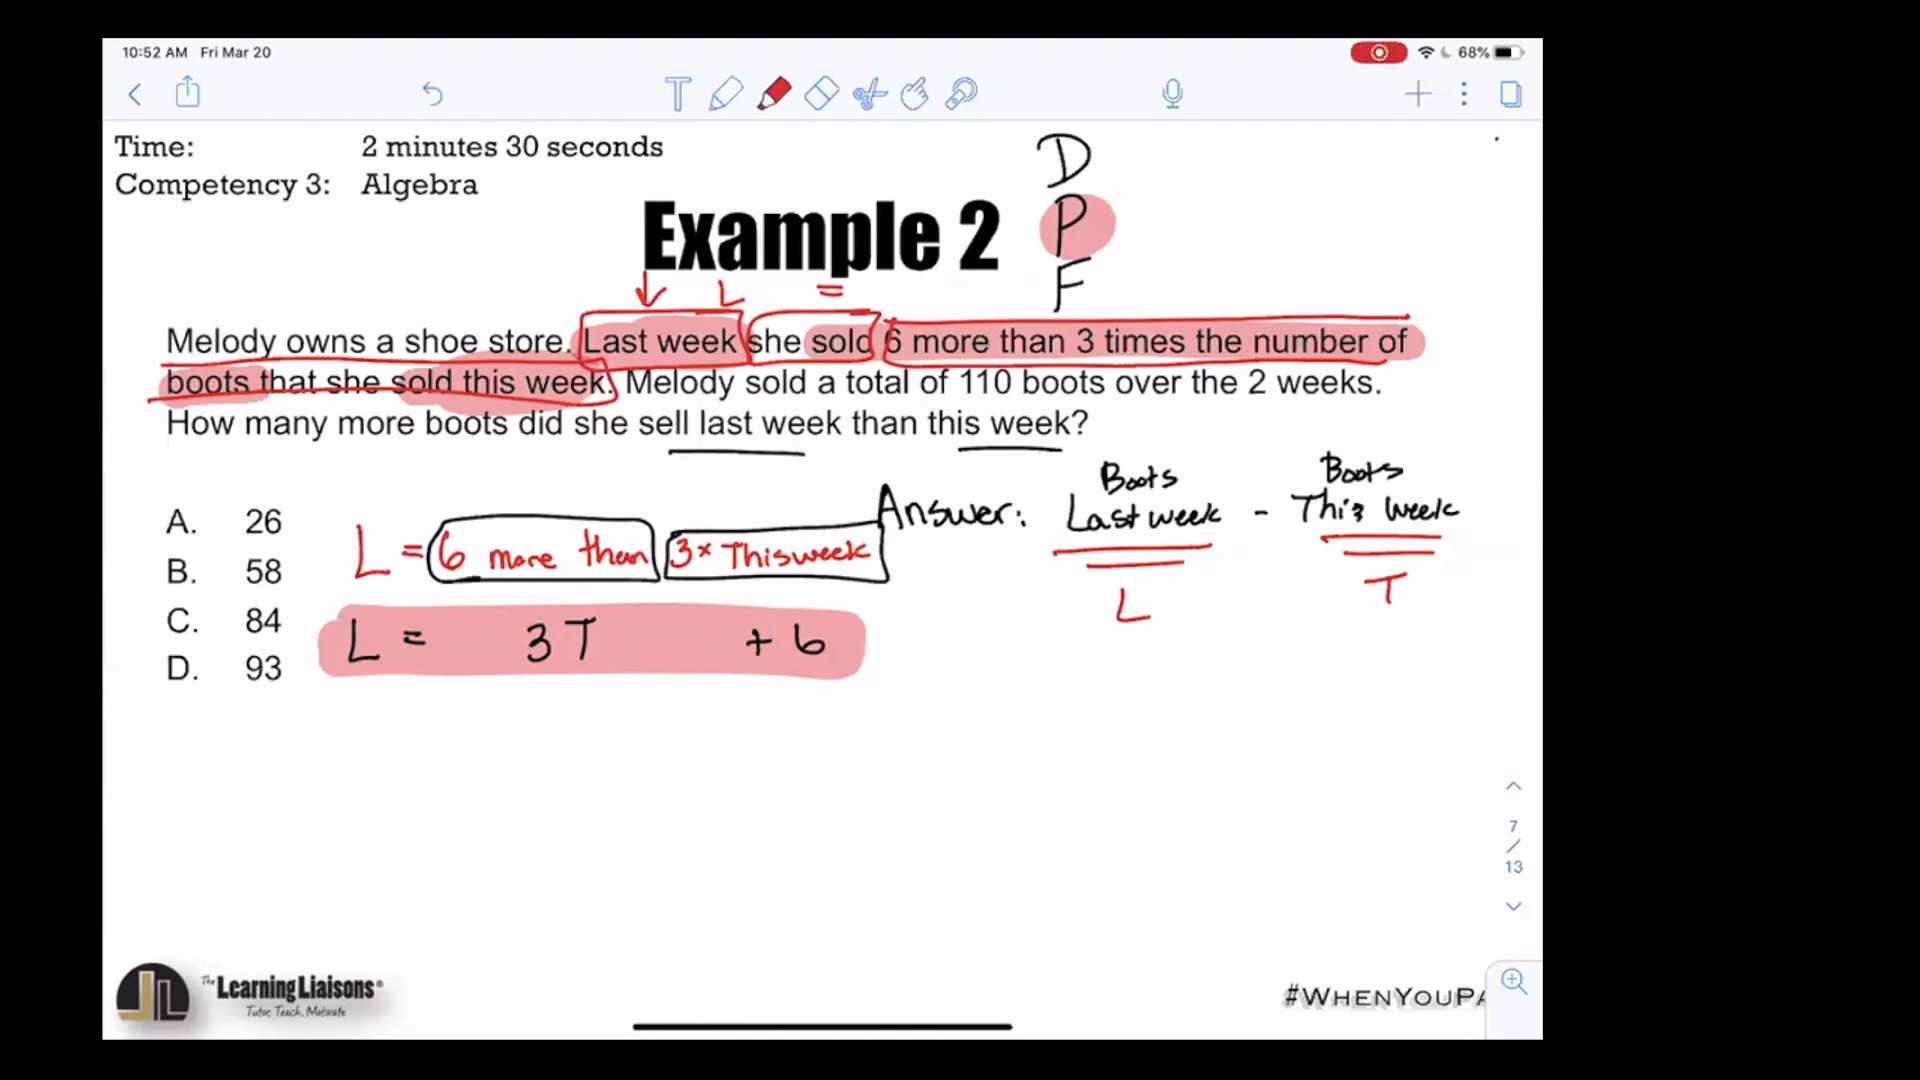 10:52 AM Fri Mar 20
68%
Time: 2 minutes 30 seconds
Competency 3: Algebra
D
P
F
Example 2
L =
Melody owns a shoe store. Last week she sold 6 more than 3 times the number of
boots that she sold this week. Melody sold a total of 110 boots over the 2 weeks.
How many more boots did she sell last week than this week?
A. 26
B. 58
C. 84
D. 93
Answer: Boots Last week - Boots This week
L T
L = 6 more than 3 x This week
L = 3T + 6
7
/
13
The Learning Liaisons®
Tutor, Teach, Motivate
#WHENYOUPA